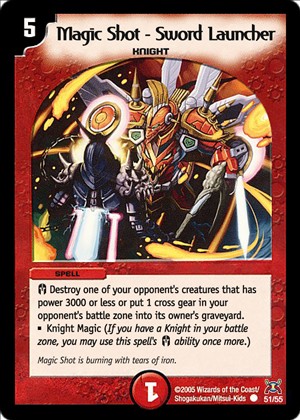 5
Magic Shot - Sword Launcher
KNIGHT
SPELL
Destroy one of your opponent's creatures that has
power 3000 or less or put 1 cross gear in your
opponent's battle zone into its owner's graveyard.
▪ Knight Magic (If you have a Knight in your battle
zone, you may use this spell's ability once more.)
Magic Shot is burning with tears of iron.
1
©2005 Wizards of the Coast/
Shogakukan/Mitsui-Kids
51/55